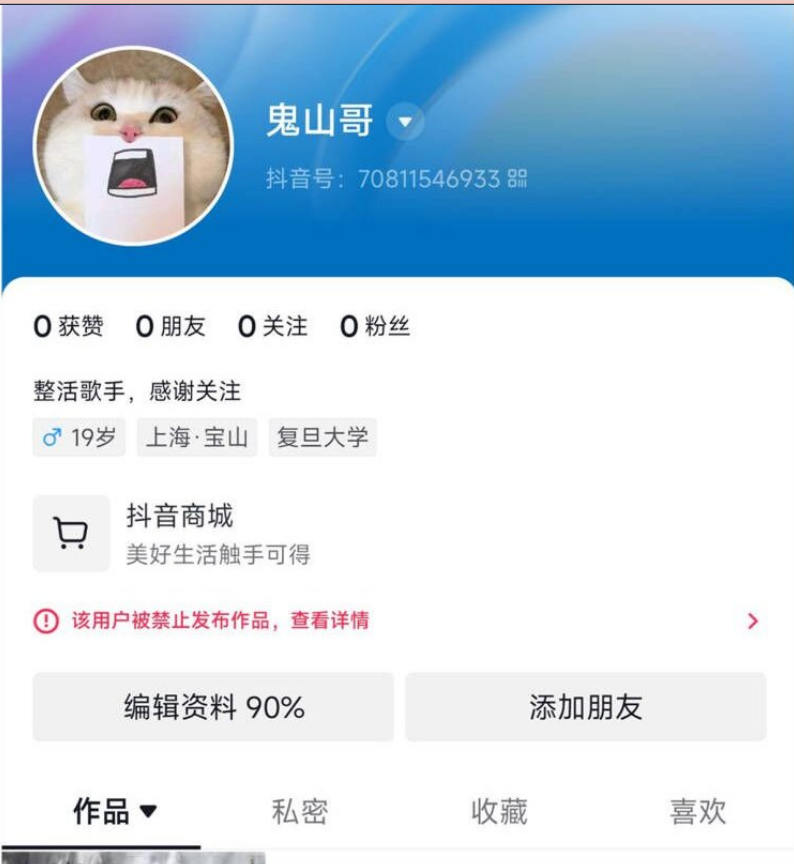 鬼山哥
抖音号：70811546933
0 获赞 0 朋友 0 关注 0 粉丝
整活歌手，感谢关注
♂ 19岁 上海·宝山 复旦大学
抖音商城
美好生活触手可得
该用户被禁止发布作品，查看详情
编辑资料 90% 添加朋友
作品 私密 收藏 喜欢